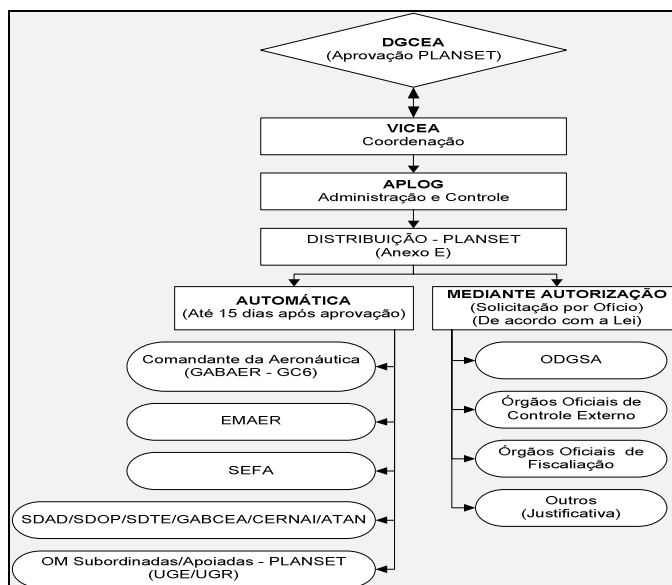 DGCEA
(Aprovação PLANSET)
VICEA
Coordenação
APLOG
Administração e Controle
DISTRIBUIÇÃO - PLANSET
(Anexo E)
AUTOMÁTICA
(Até 15 dias após aprovação)
Comandante da Aeronáutica
(GABAER - GC6)
EMAER
SEFA
SDAD/SDOP/SDTE/GABCEA/CERNAI/ATAN
OM Subordinadas/Apoiadas - PLANSET
(UGE/UGR)
MEDIANTE AUTORIZAÇÃO
(Solicitação por Ofício)
(De acordo com a Lei)
ODGSA
Órgãos Oficiais de
Controle Externo
Órgãos Oficiais de
Fiscaliação
Outros
(Justificativa)